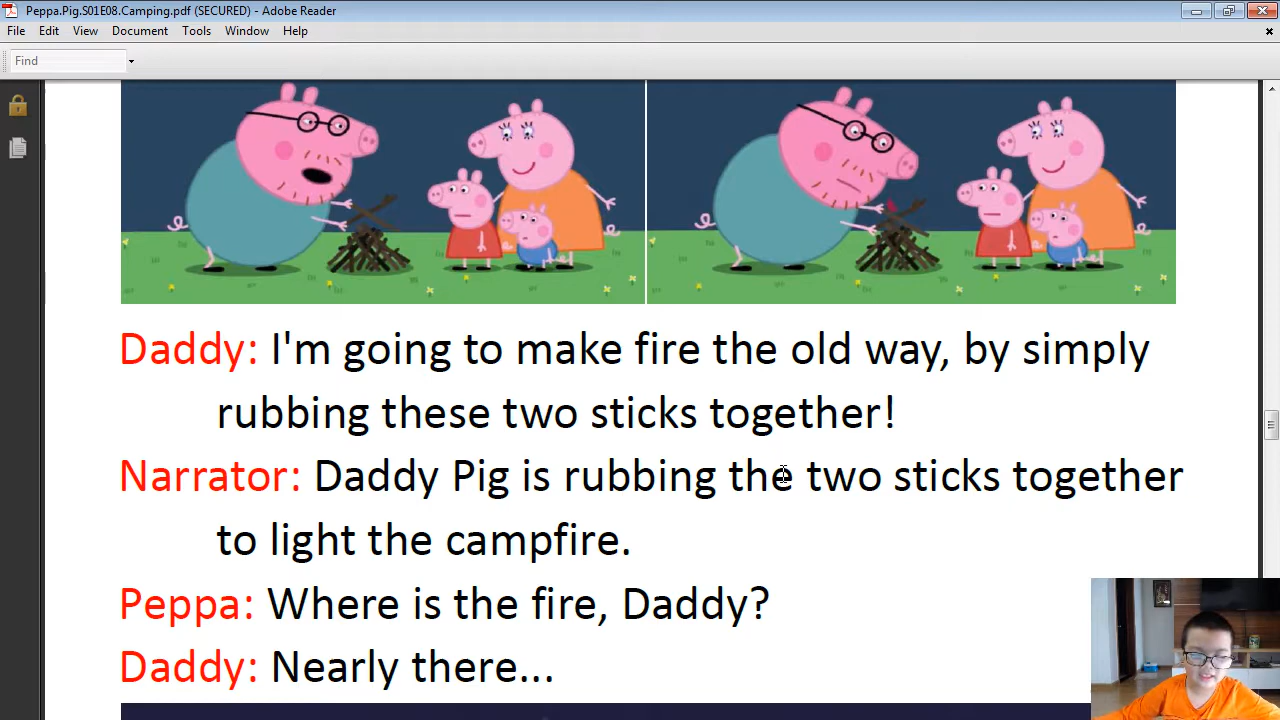 Peppa.Pig.S01E08.Camping.pdf (SECURED) - Adobe Reader
File Edit View Document Tools Window Help
Find
Daddy: I'm going to make fire the old way, by simply
rubbing these two sticks together!
Narrator: Daddy Pig is rubbing the two sticks together
to light the campfire.
Peppa: Where is the fire, Daddy?
Daddy: Nearly there...